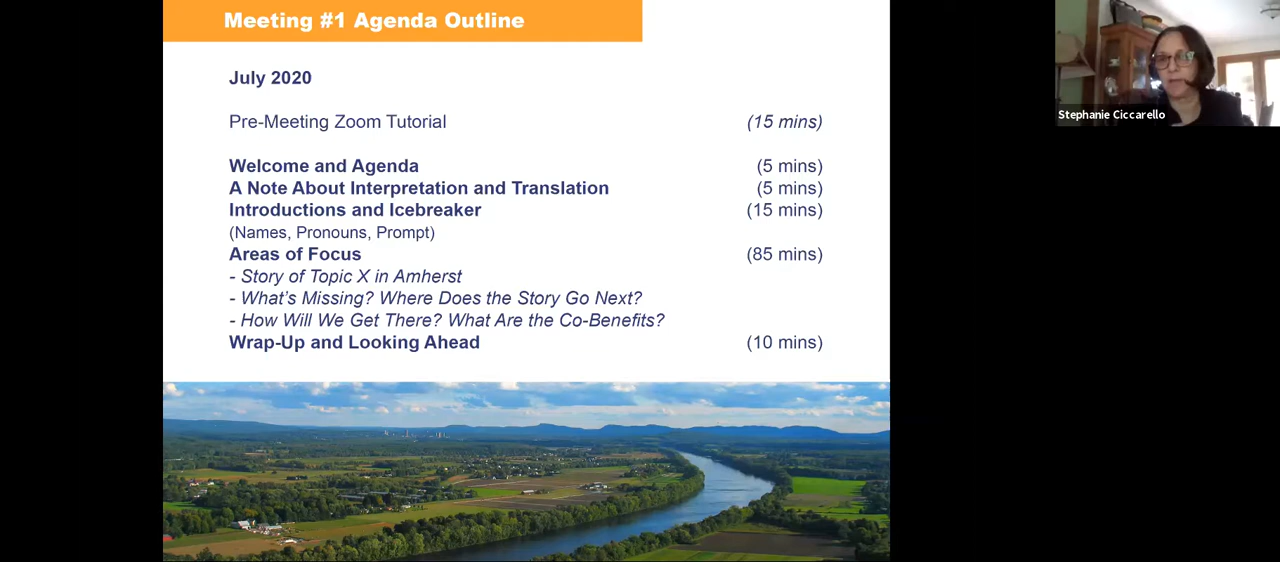 Meeting #1 Agenda Outline
July 2020
Pre-Meeting Zoom Tutorial (15 mins)
Welcome and Agenda (5 mins)
A Note About Interpretation and Translation (5 mins)
Introductions and Icebreaker (15 mins)
(Names, Pronouns, Prompt)
Areas of Focus (85 mins)
- Story of Topic X in Amherst
- What’s Missing? Where Does the Story Go Next?
- How Will We Get There? What Are the Co-Benefits?
Wrap-Up and Looking Ahead (10 mins)
Stephanie Ciccarello